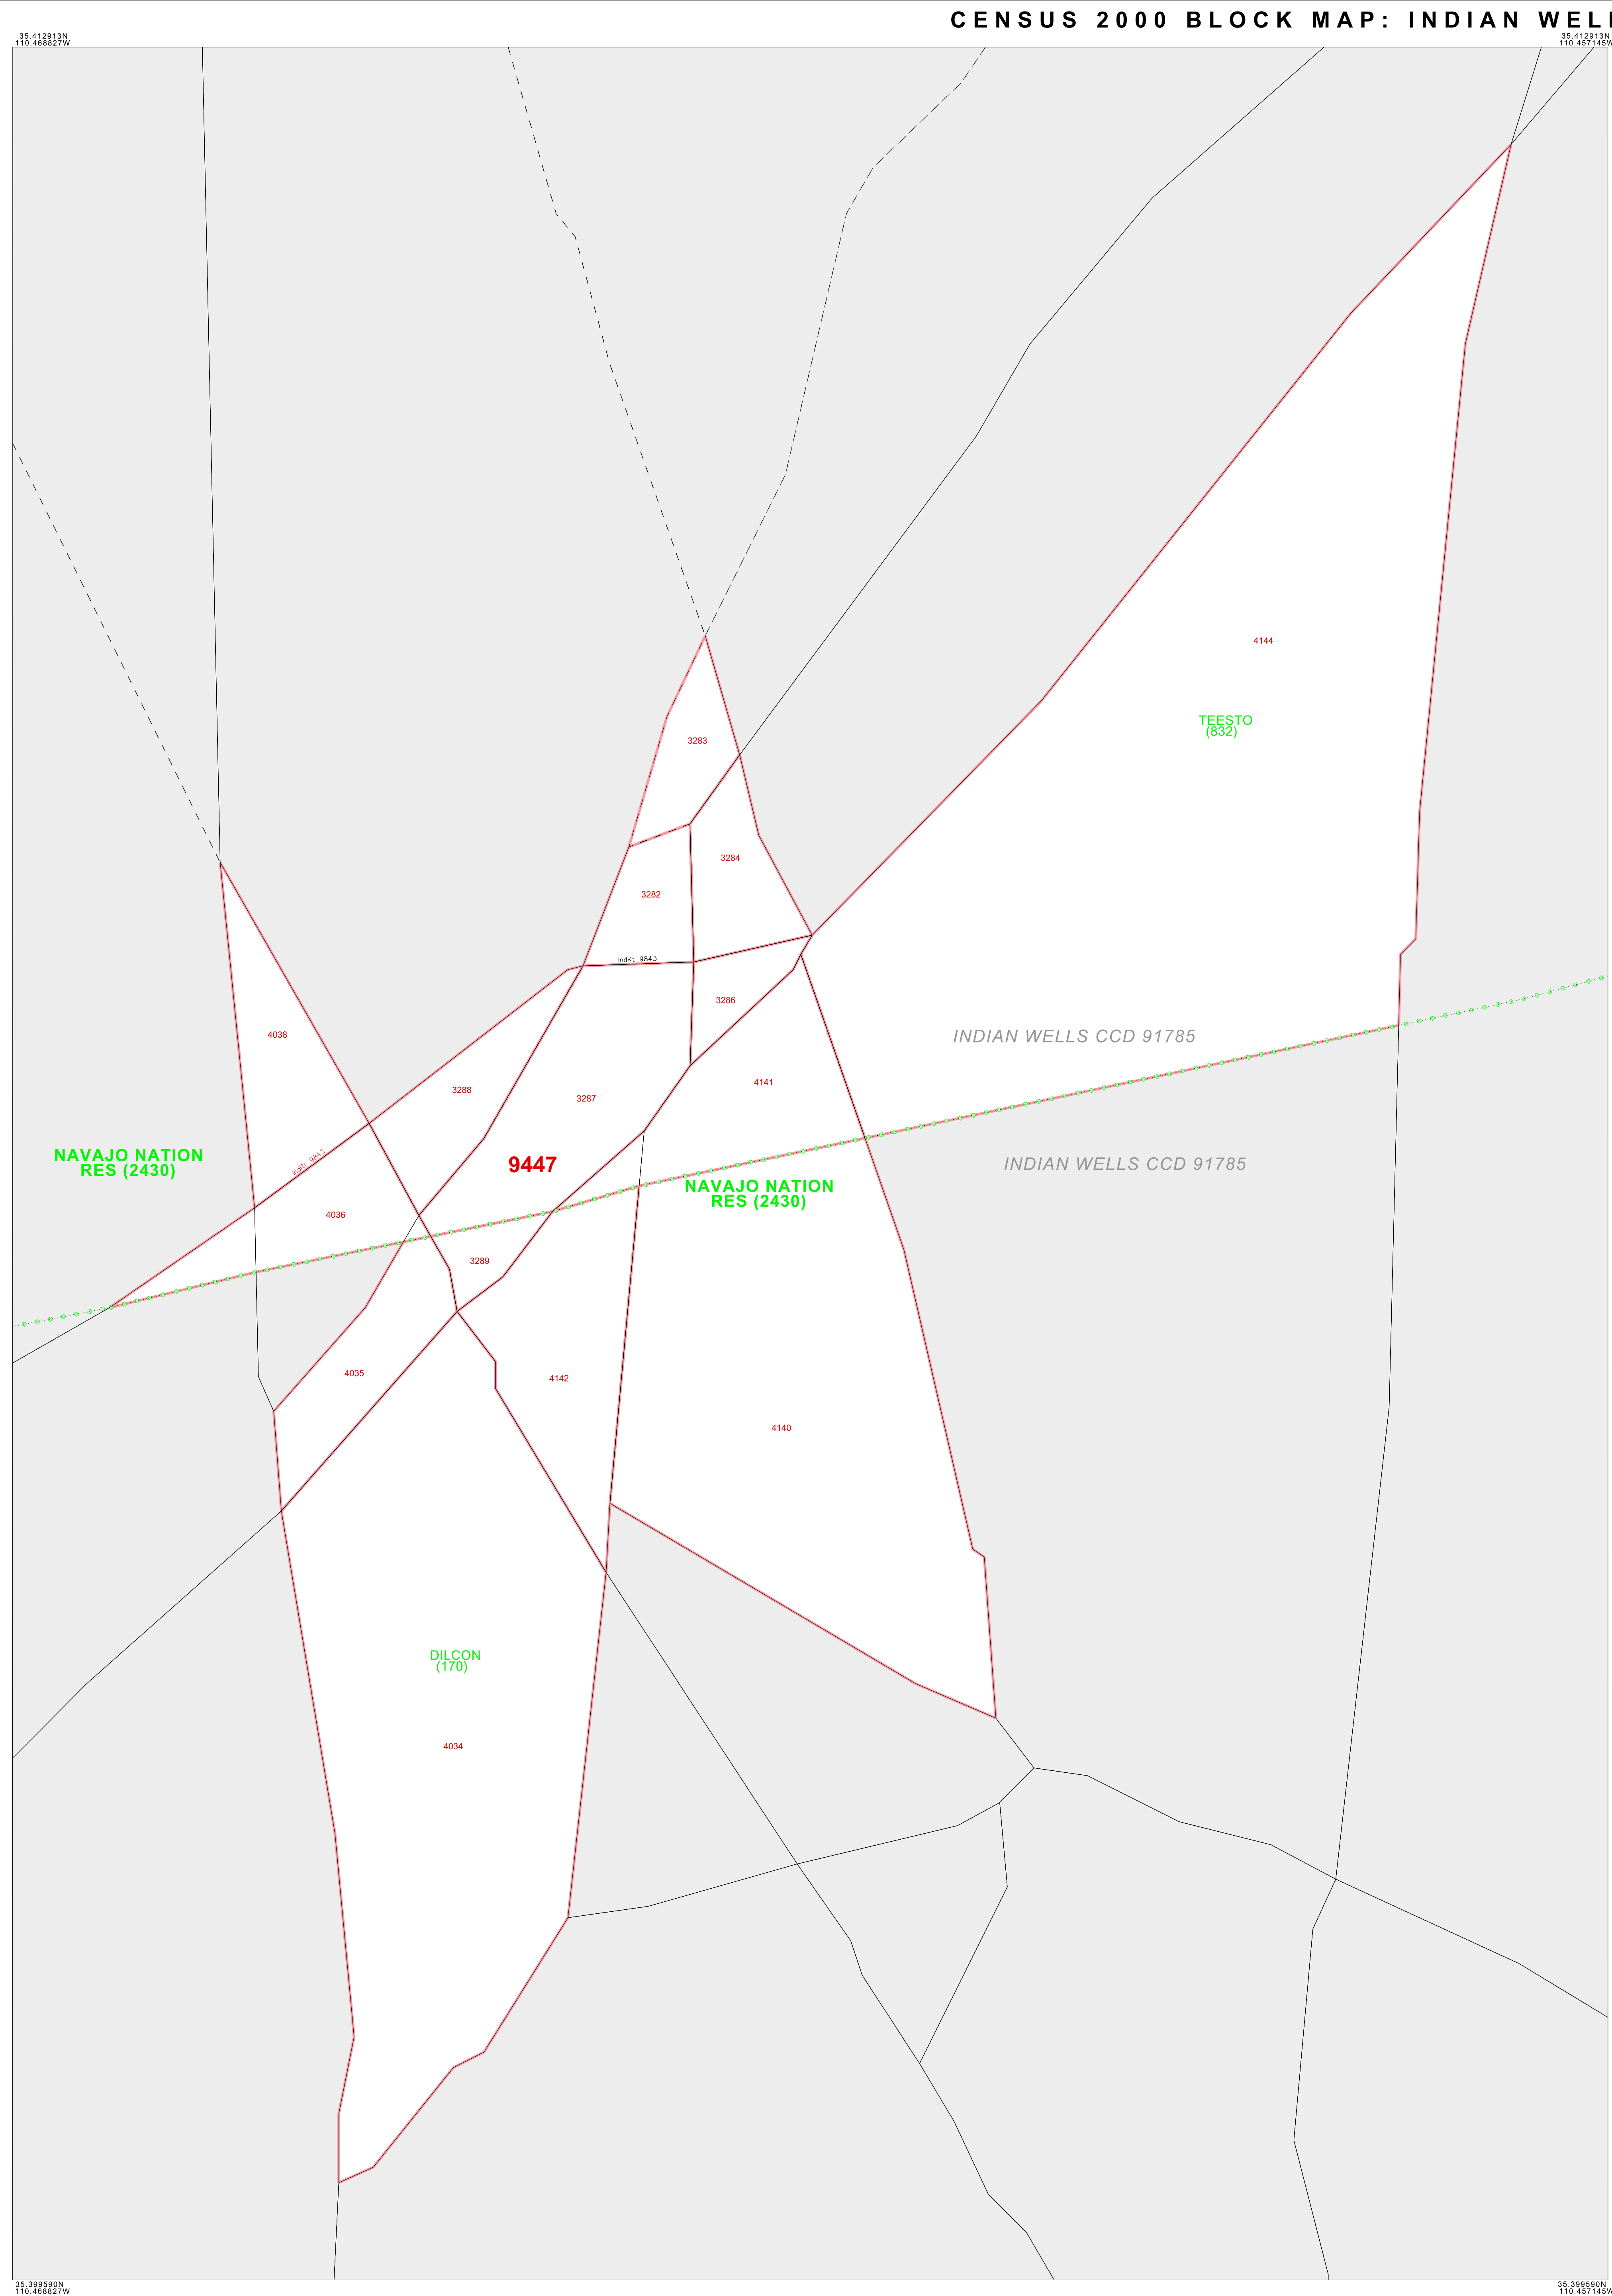 CENSUS 2000 BLOCK MAP: INDIAN WELL
35.412913N
110.468827W
35.412913N
110.457145W
4144
TEESTO
(832)
3283
3284
3282
IndRt 9843
3286
4038
INDIAN WELLS CCD 91785
4141
3288
3287
NAVAJO NATION
RES (2430)
IndRt 9843
9447
INDIAN WELLS CCD 91785
NAVAJO NATION
RES (2430)
4036
3289
4035
4142
4140
DILCON
(170)
4034
35.399590N
110.468827W
35.399590N
110.457145W